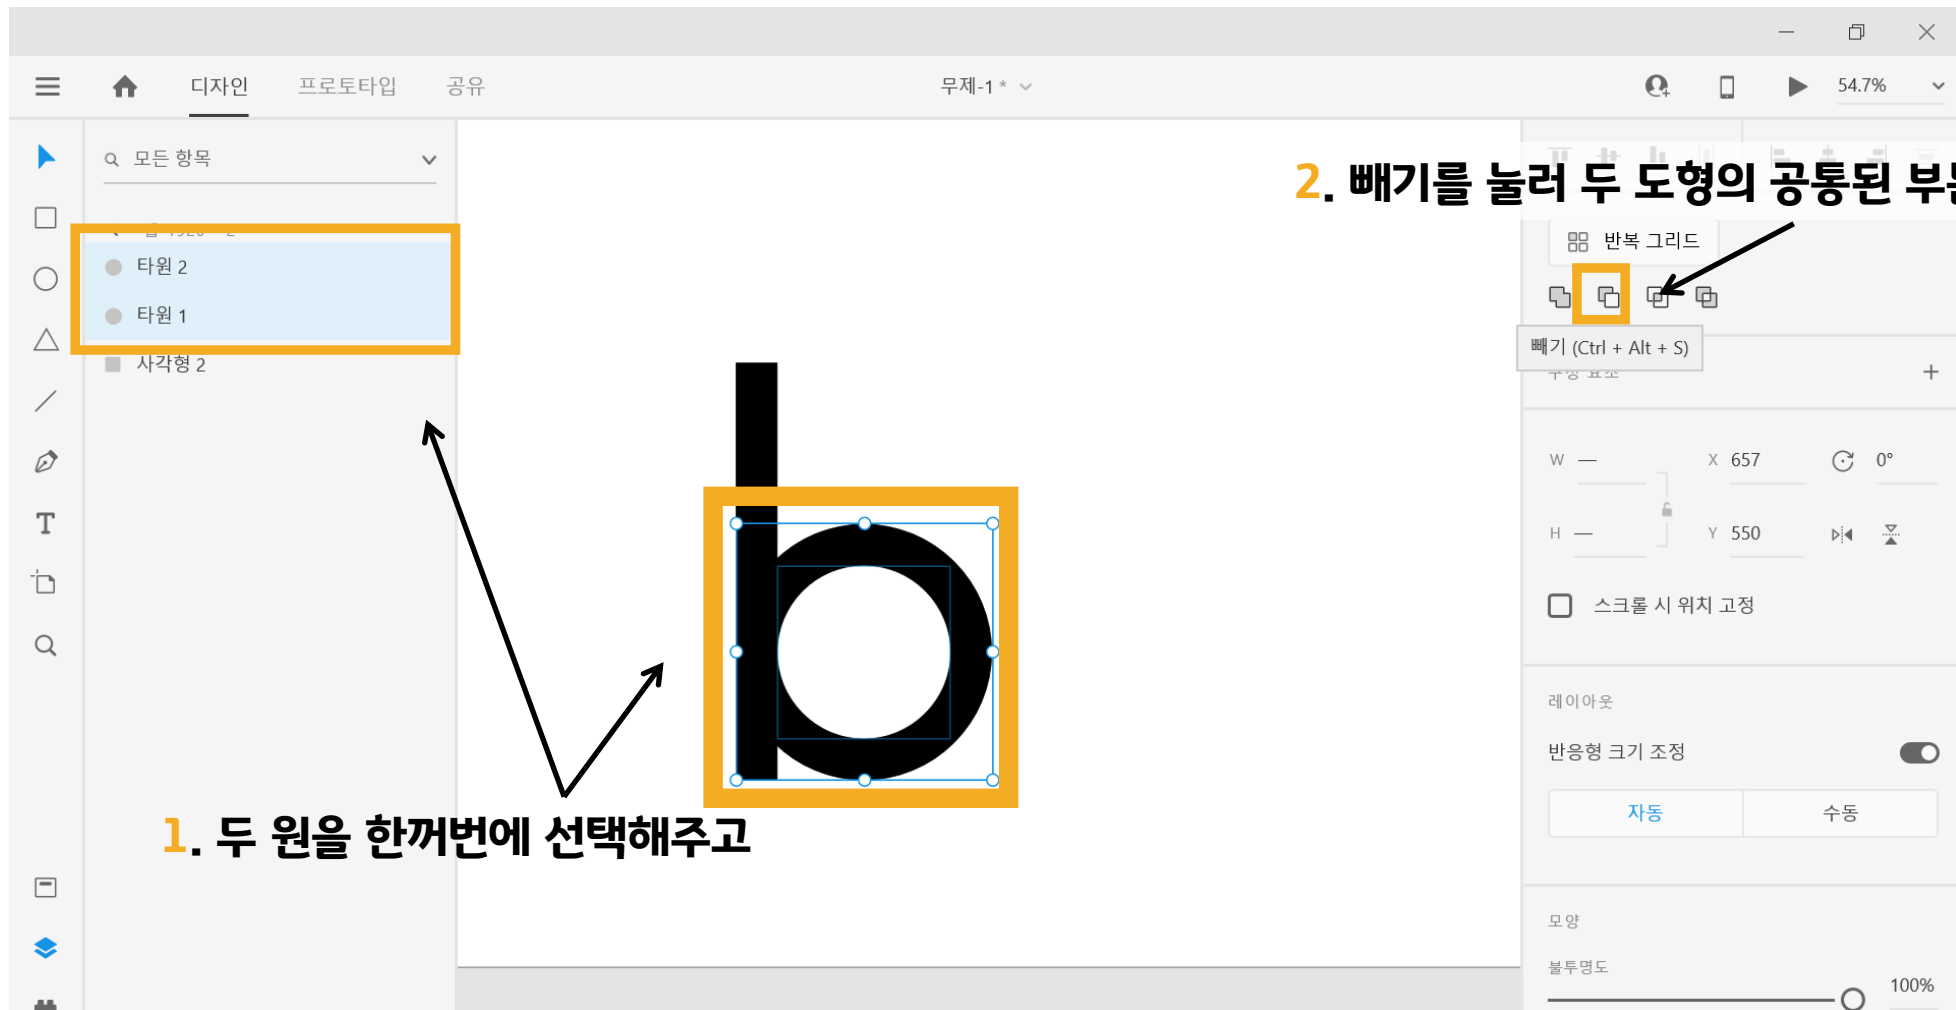 디자인 프로토타입 공유 무제-1 * 54.7%
모든 항목
2. 빼기를 눌러 두 도형의 공통된
타원 2
타원 1
사각형 2
반복 그리드
빼기 (Ctrl + Alt + S)
구성 요소
W — X 657 0°
H — Y 550
스크롤 시 위치 고정
레이아웃
반응형 크기 조정
자동 수동
1. 두 원을 한꺼번에 선택해주고
모양
불투명도
100%